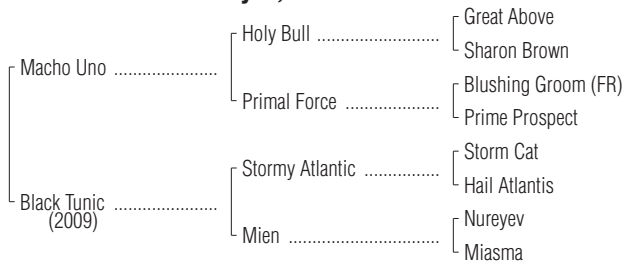 Holy Bull ............................... Great Above
Sharon Brown
Macho Uno .....................
Primal Force ........................ Blushing Groom (FR)
Prime Prospect
Stormy Atlantic ................. Storm Cat
Hail Atlantis
Black Tunic .....................
(2009)
Mien ..................................... Nureyev
Miasma